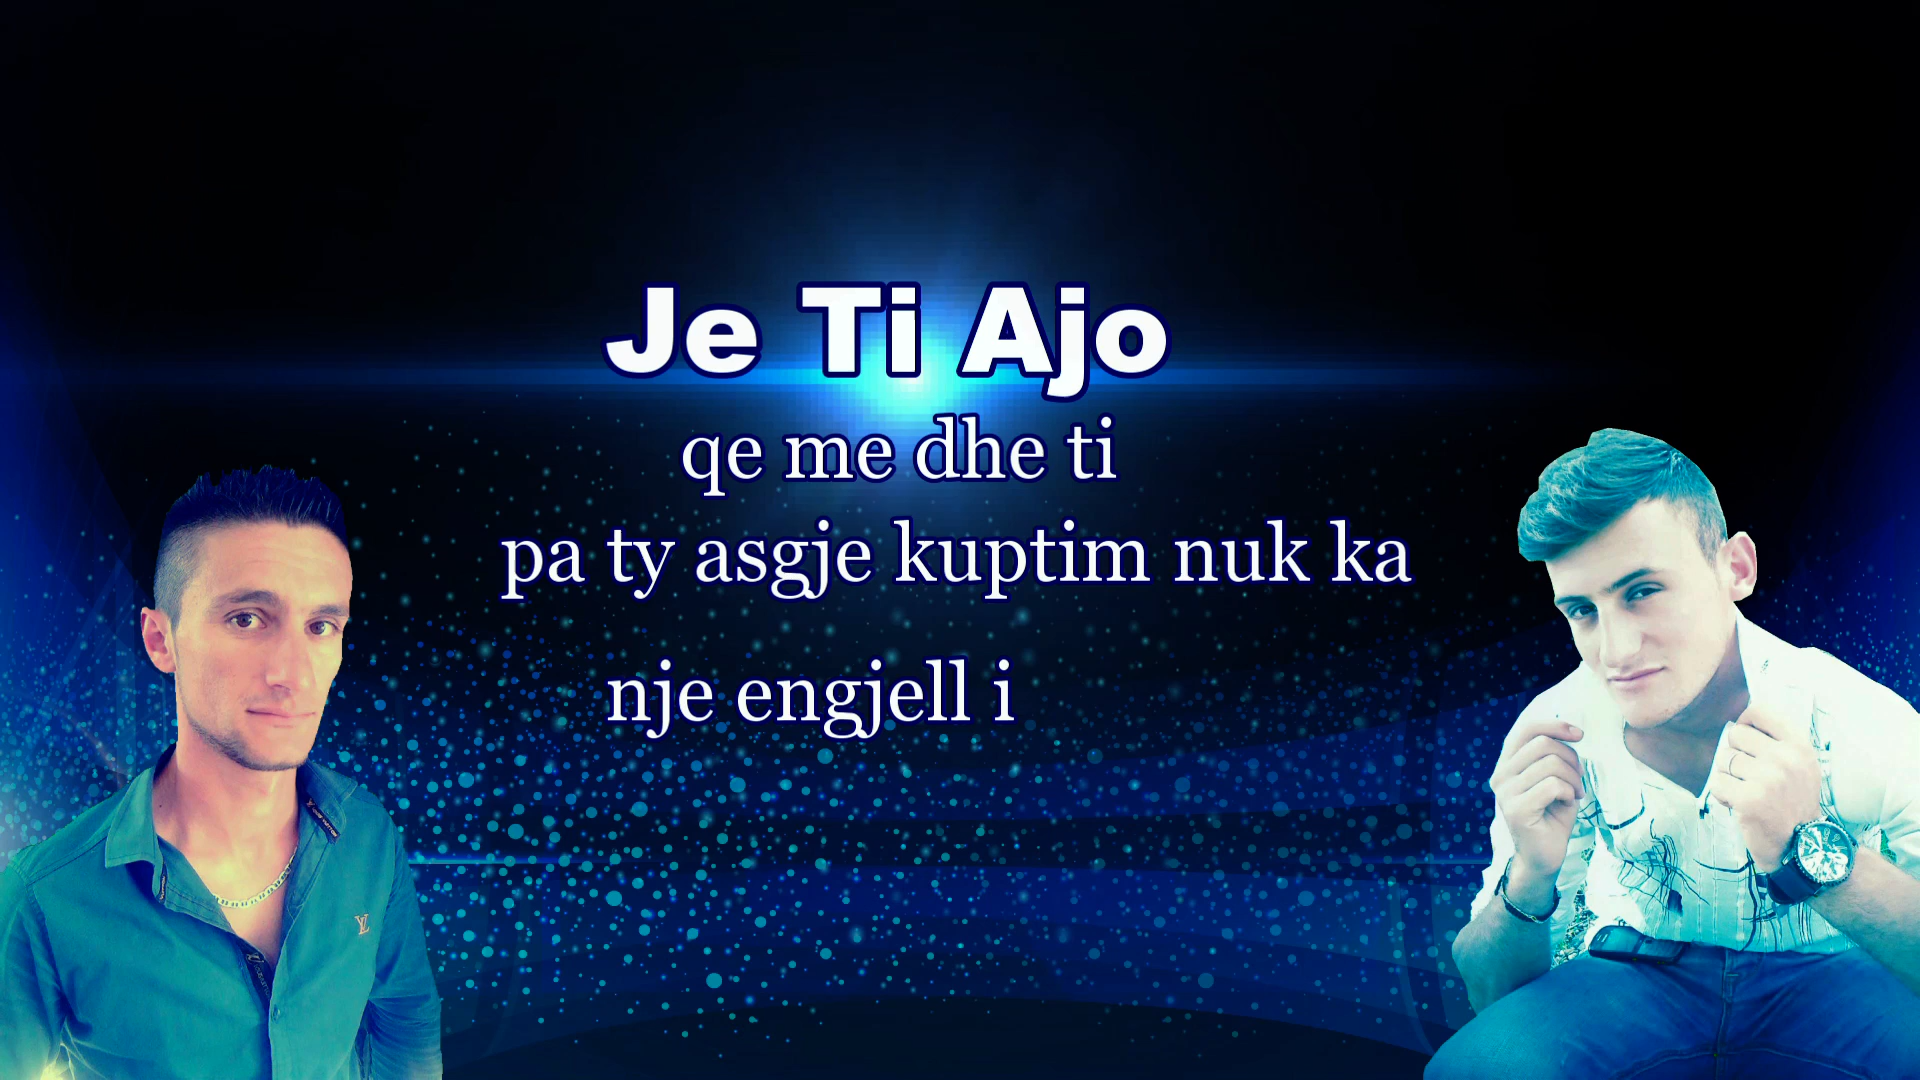 Je Ti Ajo
qe me dhe ti
pa ty asgje kuptim nuk ka
nje engjell i